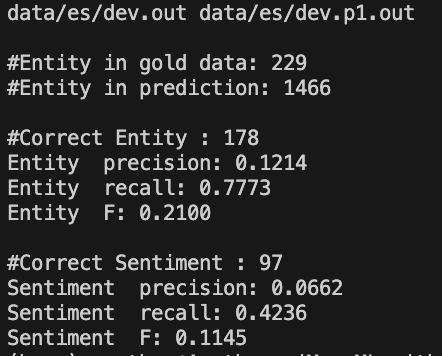 data/es/dev.out data/es/dev.p1.out
#Entity in gold data: 229
#Entity in prediction: 1466
#Correct Entity : 178
Entity  precision: 0.1214
Entity  recall: 0.7773
Entity  F: 0.2100
#Correct Sentiment : 97
Sentiment  precision: 0.0662
Sentiment  recall: 0.4236
Sentiment  F: 0.1145